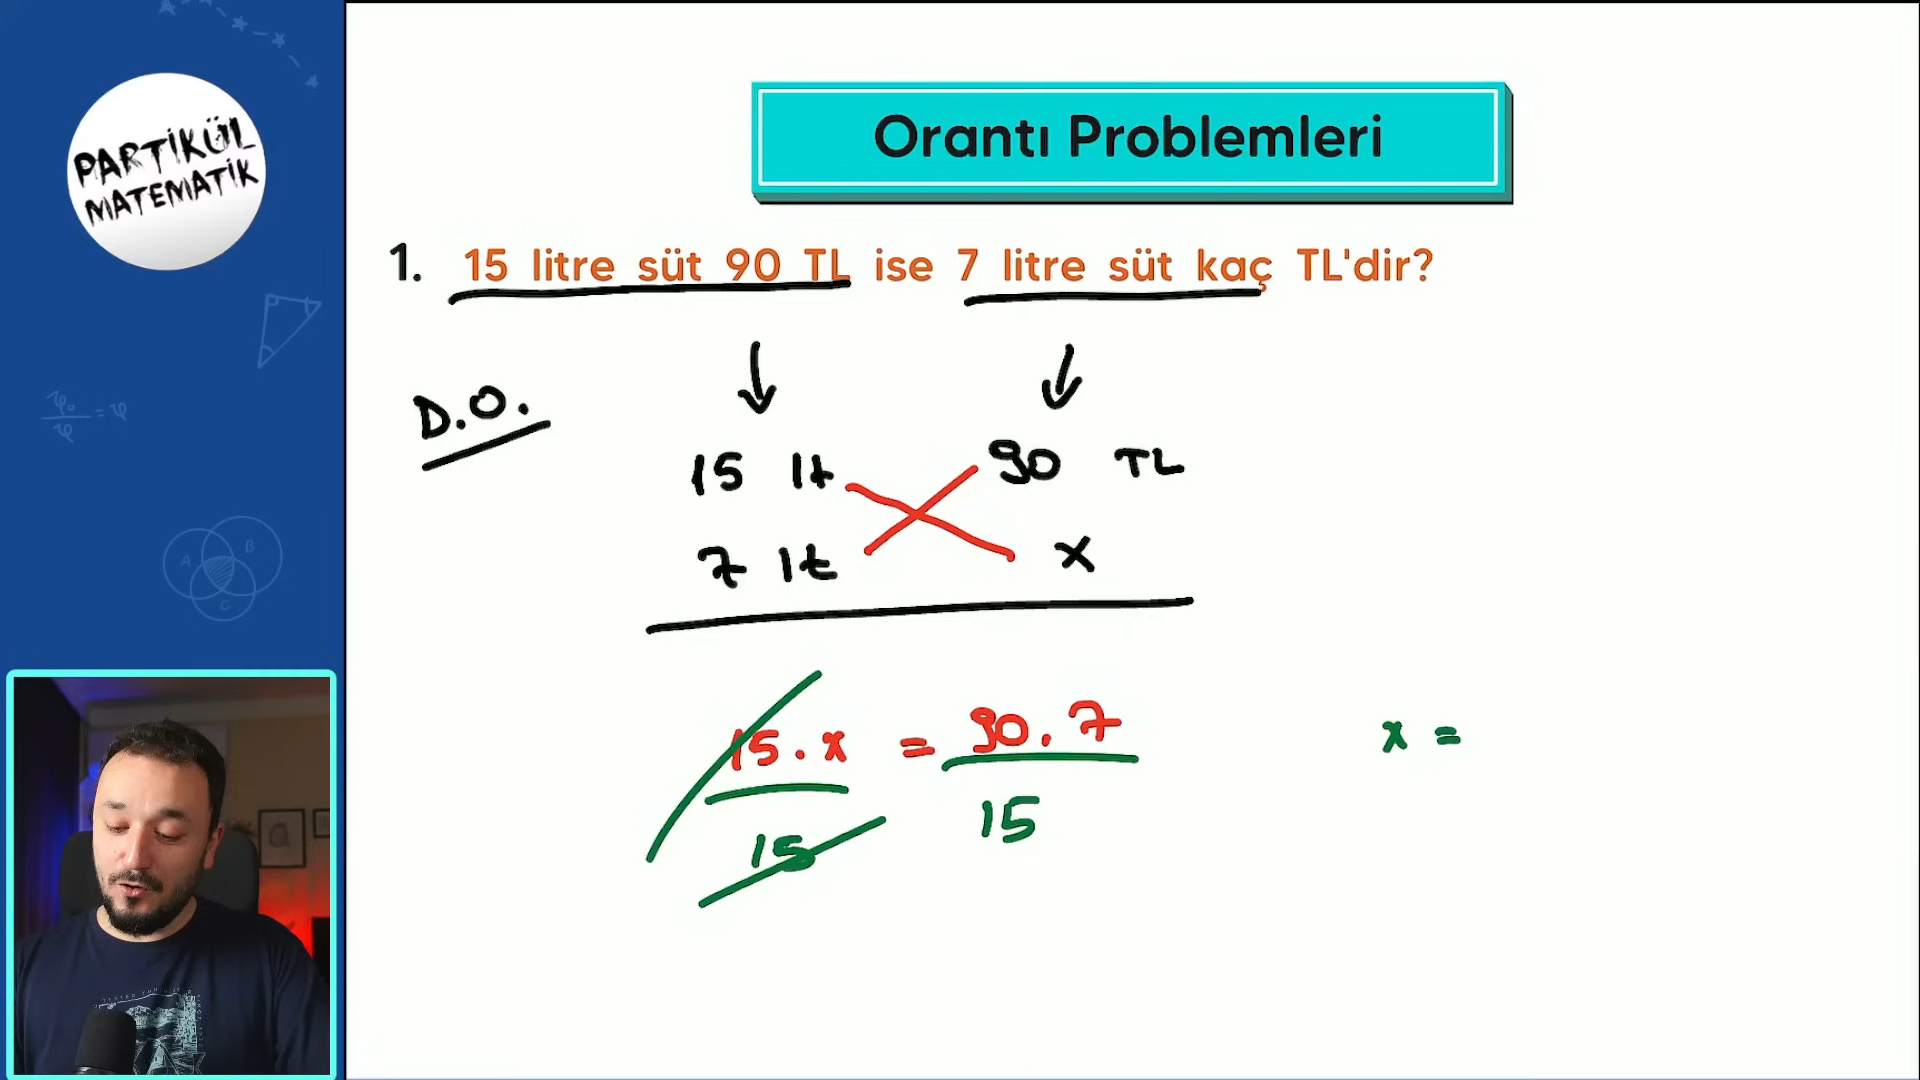 PARTİKÜL
MATEMATİK
Orantı Problemleri
1. 15 litre süt 90 TL ise 7 litre süt kaç TL'dir?
D.O.
15 lt 90 TL
7 lt x
15 . x = 90 . 7
15 15
x =
φ₀
A B
C